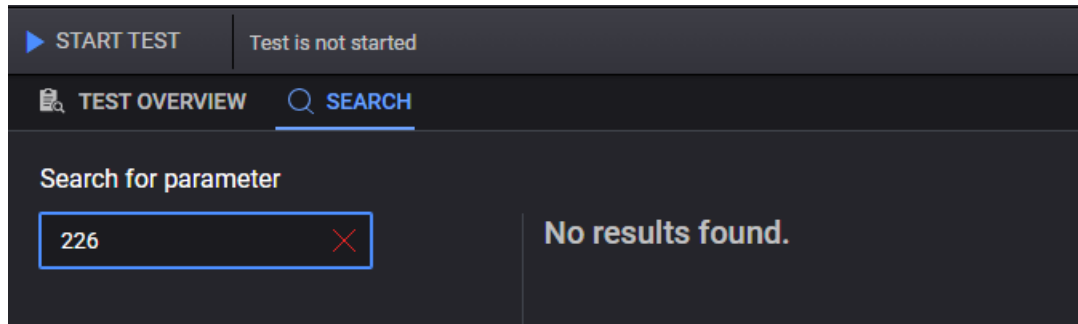 START TEST
Test is not started
TEST OVERVIEW
SEARCH
Search for parameter
226
No results found.